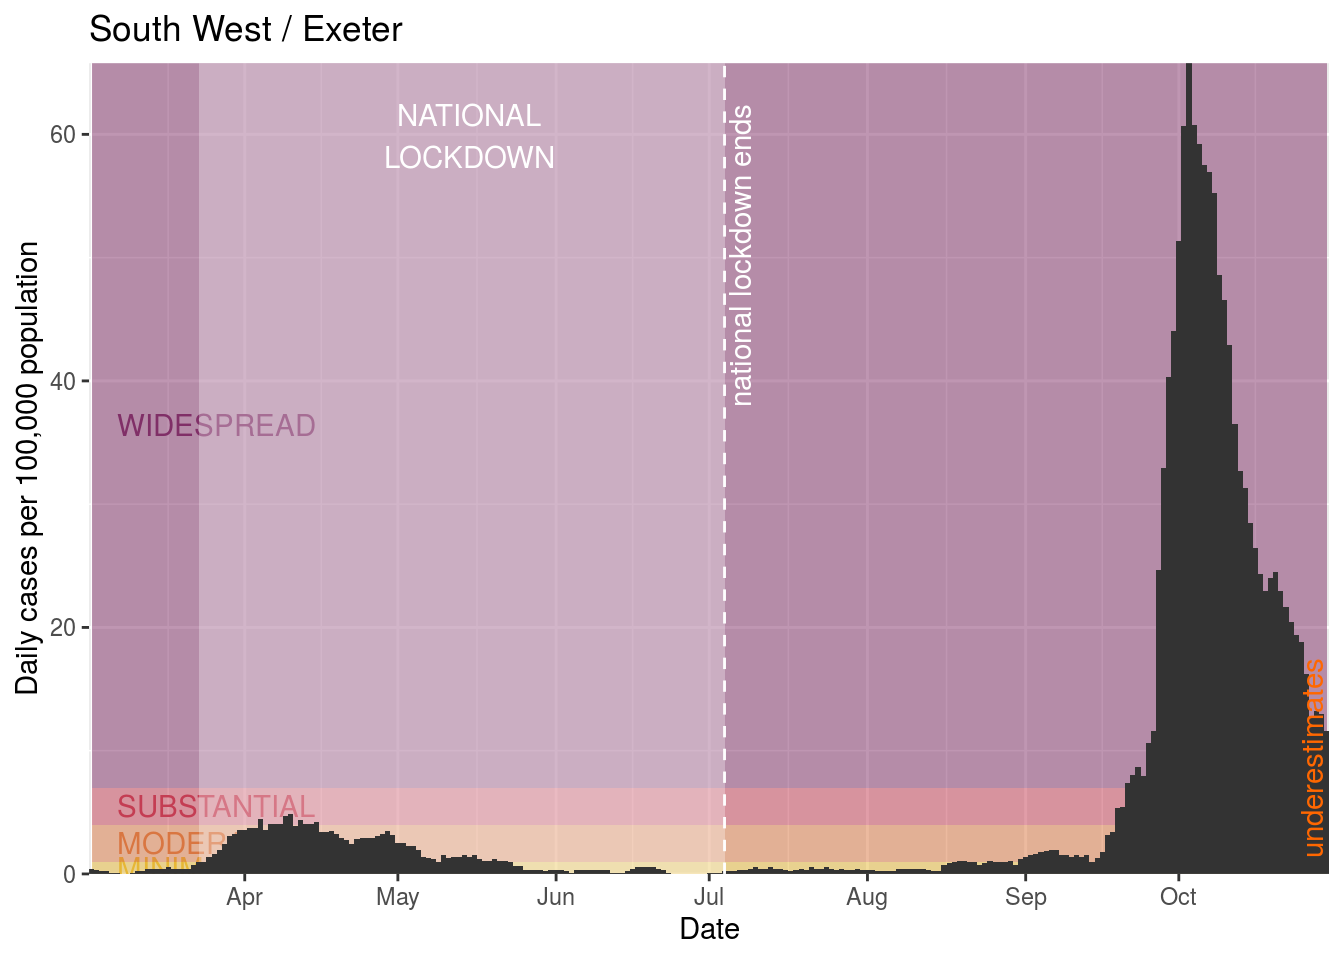 South West / Exeter
NATIONAL
LOCKDOWN
national lockdown ends
WIDESPREAD
SUBSTANTIAL
underestimates
Daily cases per 100,000 population
60
40
20
0
Apr
May
Jun
Jul
Aug
Sep
Oct
Date